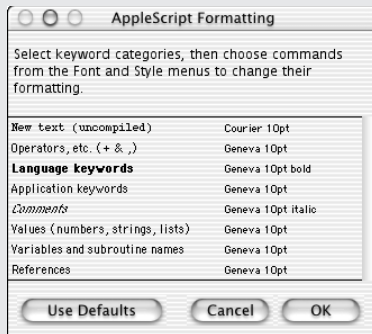 AppleScript Formatting
Select keyword categories, then choose commands
from the Font and Style menus to change their
formatting.
New text (uncompiled) Courier 10pt
Operators, etc. (+ & ,) Geneva 10pt
Language keywords Geneva 10pt bold
Application keywords Geneva 10pt
Comments Geneva 10pt italic
Values (numbers, strings, lists) Geneva 10pt
Variables and subroutine names Geneva 10pt
References Geneva 10pt
Use Defaults Cancel OK